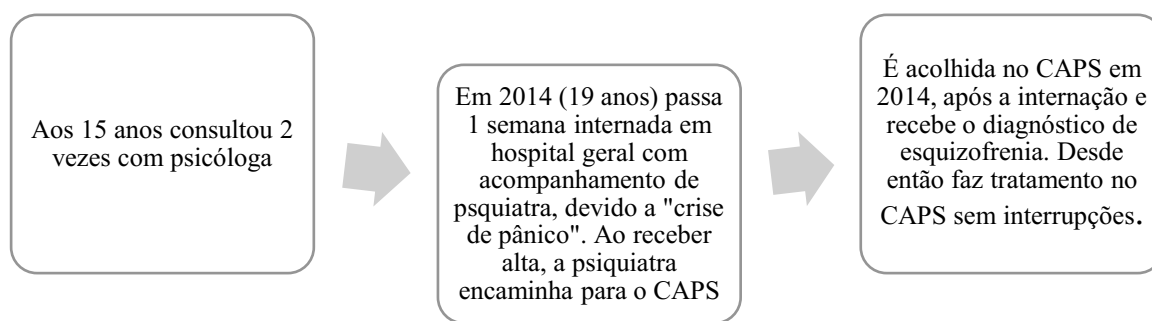 Aos 15 anos consultou 2
vezes com psicóloga
Em 2014 (19 anos) passa
1 semana internada em
hospital geral com
acompanhamento de
psquiatra, devido a "crise
de pânico". Ao receber
alta, a psiquiatra
encaminha para o CAPS
É acolhida no CAPS em
2014, após a internação e
recebe o diagnóstico de
esquizofrenia. Desde
então faz tratamento no
CAPS sem interrupções.